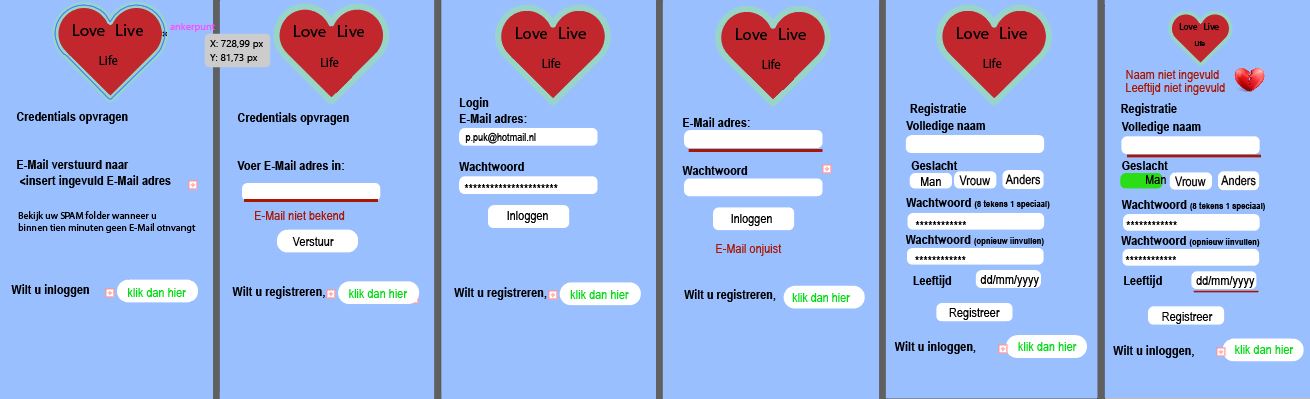 Love Live
Life
ankerpunt
X: 728,99 px
Y: 81,73 px
Credentials opvragen
E-Mail verstuurd naar
<insert ingevuld E-Mail adres
Bekijk uw SPAM folder wanneer u
binnen tien minuten geen E-Mail otnvangt
Wilt u inloggen
klik dan hier
Love Live
LIfe
Credentials opvragen
Voer E-Mail adres in:
E-Mail niet bekend
Verstuur
Wilt u registreren,
klik dan hier
Love Live
LIfe
Login
E-Mail adres:
p.puk@hotmail.nl
Wachtwoord
***********************
Inloggen
Wilt u registreren,
klik dan hier
Love Live
LIfe
E-Mail adres:
Wachtwoord
Inloggen
E-Mail onjuist
Wilt u registreren,
klik dan hier
Love Live
LIfe
Registratie
Volledige naam
Geslacht
Man Vrouw Anders
Wachtwoord (8 tekens 1 speciaal)
************
Wachtwoord (opnieuw iinvullen)
************
Leeftijd dd/mm/yyyy
Registreer
Wilt u inloggen,
klik dan hier
Love Live
LIfe
Naam niet ingevuld
Leeftijd niet ingevuld
Registratie
Volledige naam
Geslacht
Man Vrouw Anders
Wachtwoord (8 tekens 1 speciaal)
************
Wachtwoord (opnieuw iinvullen)
************
Leeftijd dd/mm/yyyy
Registreer
Wilt u inloggen,
klik dan hier